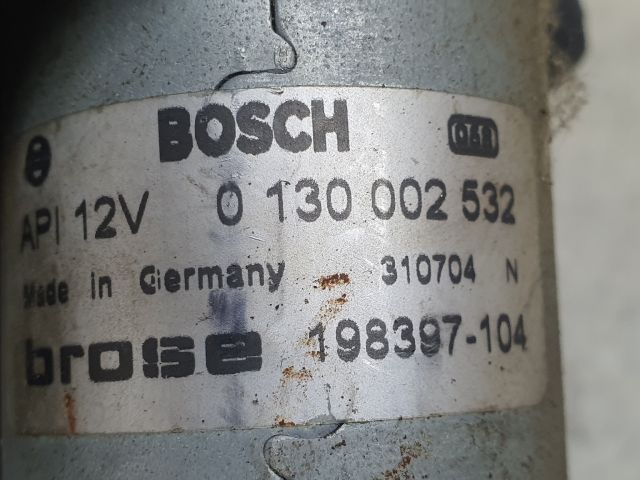 BOSCH
API 12V 0 130 002 532
Made in Germany 310704 N
brose 198397-104